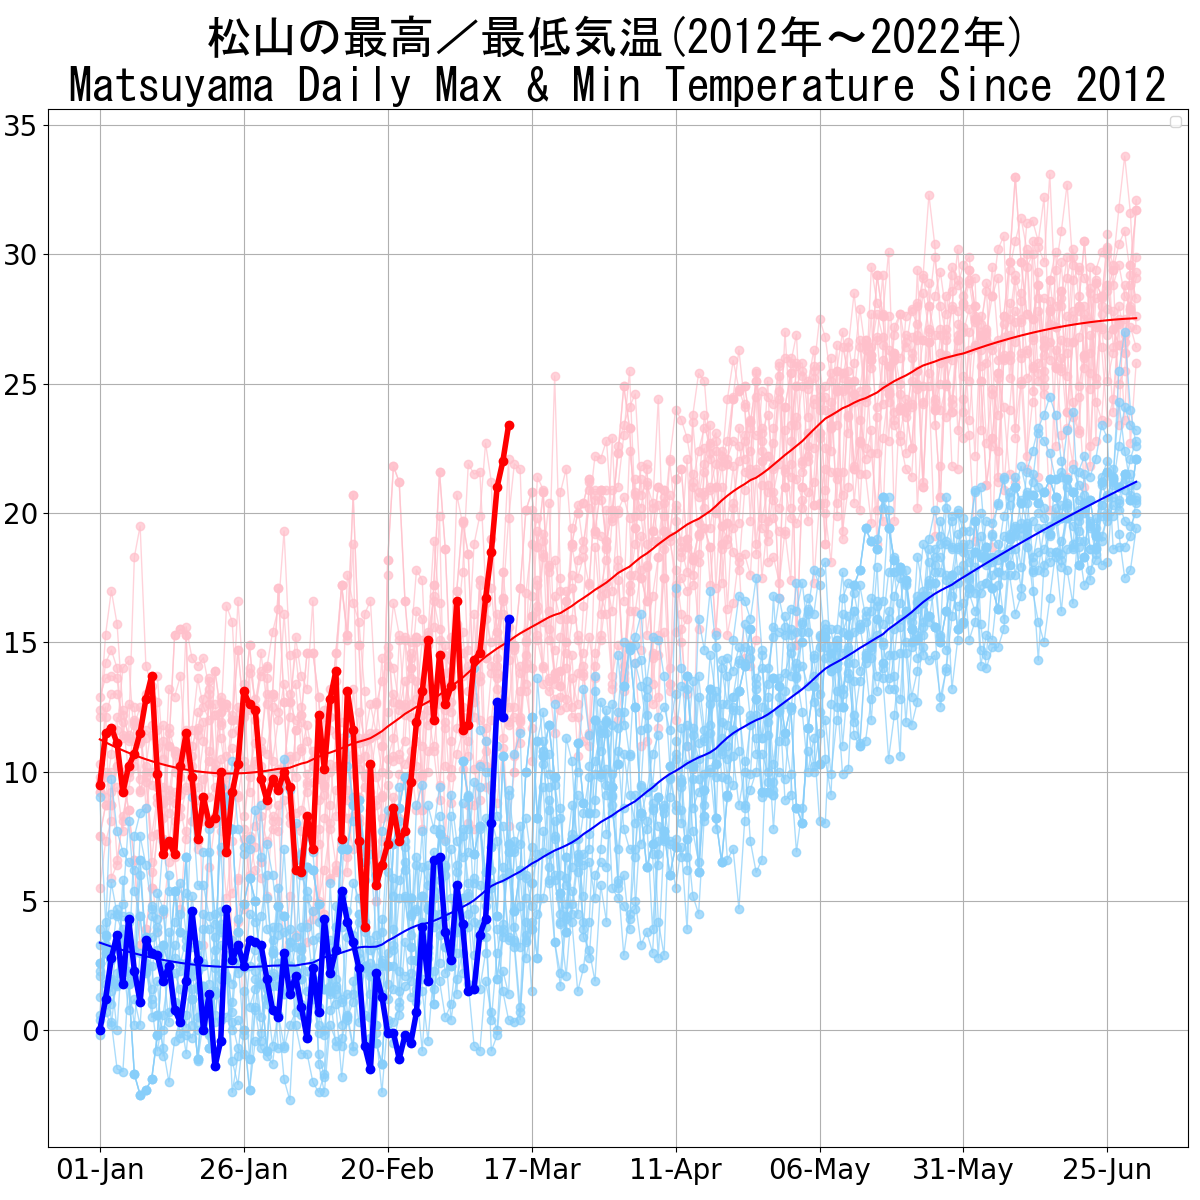 松山の最高／最低気温(2012年～2022年)
Matsuyama Daily Max & Min Temperature Since 2012
35
30
25
20
15
10
5
0
01-Jan 26-Jan 20-Feb 17-Mar 11-Apr 06-May 31-May 25-Jun